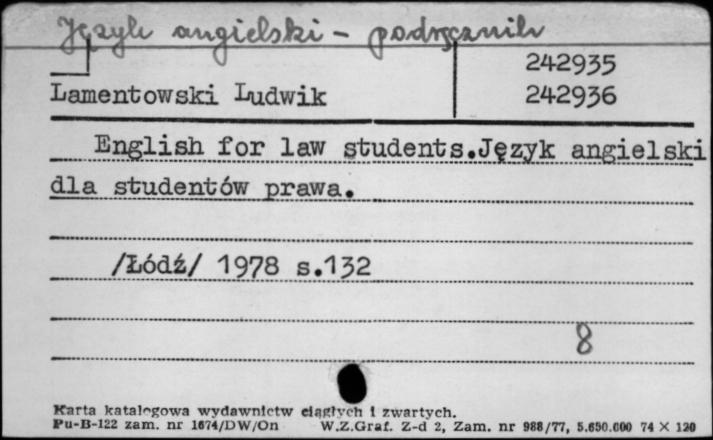 Język angielski - podręcznik
242935
Lamentowski Ludwik 242936
English for law students.Język angielski
dla studentów prawa.
/Łódź/ 1978 s.132
8
Karta katalogowa wydawnictw ciągłych i zwartych.
Pu-B-122 zam. nr 1674/DW/On W.Z.Graf. Z-d 2, Zam. nr 988/77, 5.650.000 74 × 120